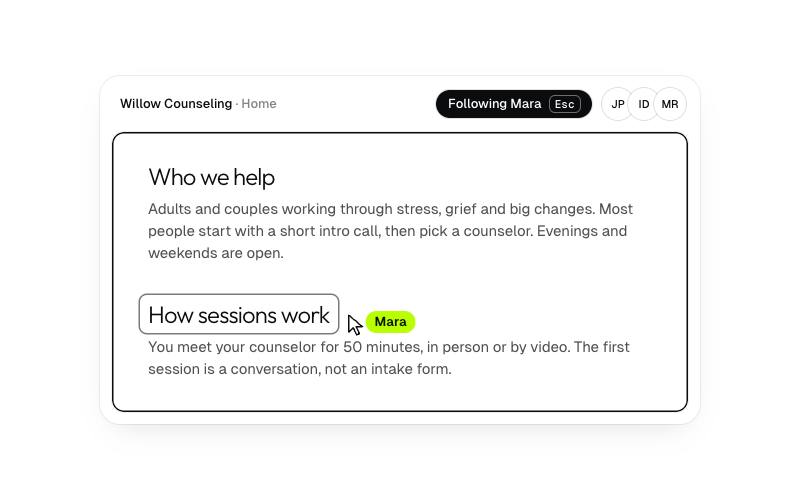 Willow Counseling · Home
Following Mara Esc
JP ID MR
Who we help
Adults and couples working through stress, grief and big changes. Most
people start with a short intro call, then pick a counselor. Evenings and
weekends are open.
How sessions work
Mara
You meet your counselor for 50 minutes, in person or by video. The first
session is a conversation, not an intake form.